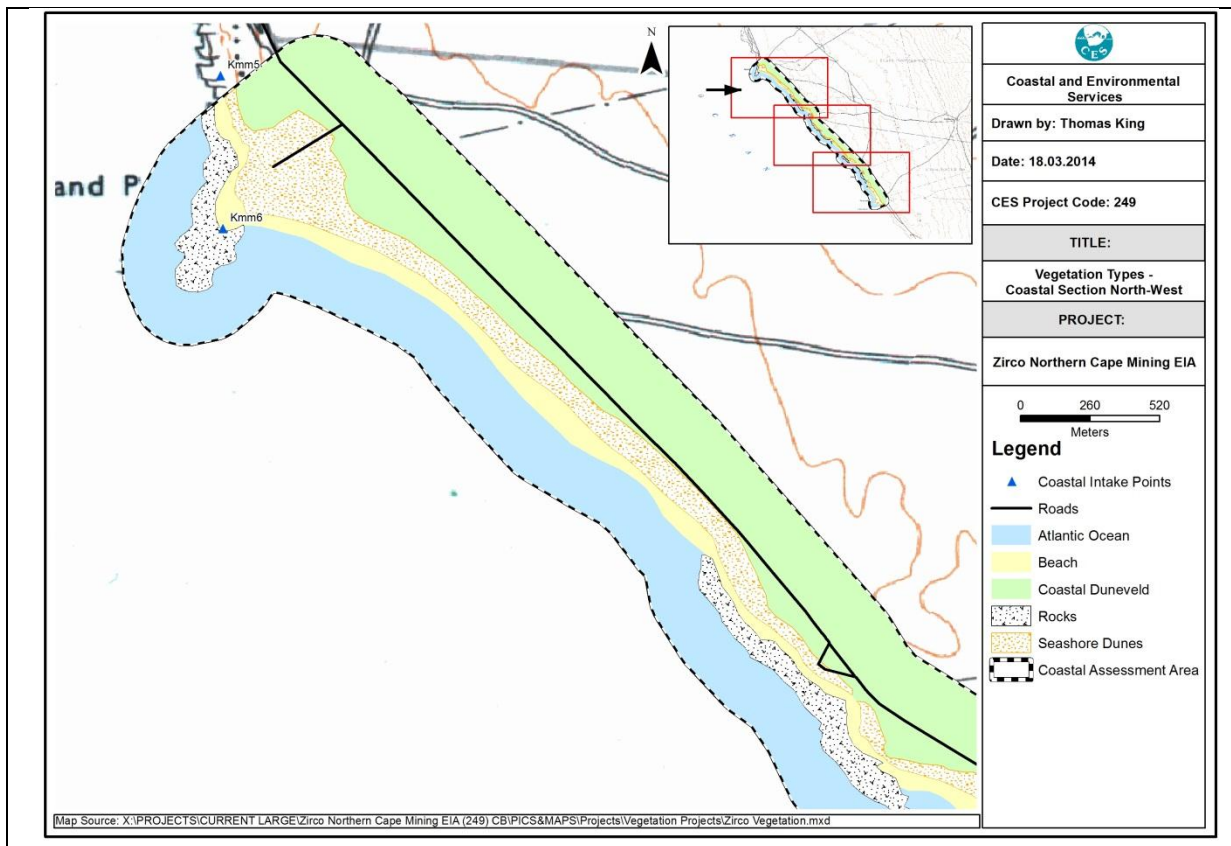 Kmm5
and P
Kmm6
N
Map Source: X:\PROJECTS\CURRENT LARGE\Zirco Northern Cape Mining EIA (249) CB\PICS&MAPS\Projects\Vegetation Projects\Zirco Vegetation.mxd
CES
Coastal and Environmental
Services
Drawn by: Thomas King
Date: 18.03.2014
CES Project Code: 249
TITLE:
Vegetation Types -
Coastal Section North-West
PROJECT:
Zirco Northern Cape Mining EIA
0 260 520
Meters
Legend
Coastal Intake Points
Roads
Atlantic Ocean
Beach
Coastal Duneveld
Rocks
Seashore Dunes
Coastal Assessment Area